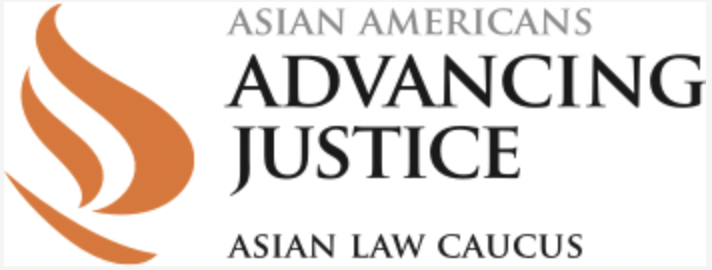 ASIAN AMERICANS
ADVANCING
JUSTICE
ASIAN LAW CAUCUS